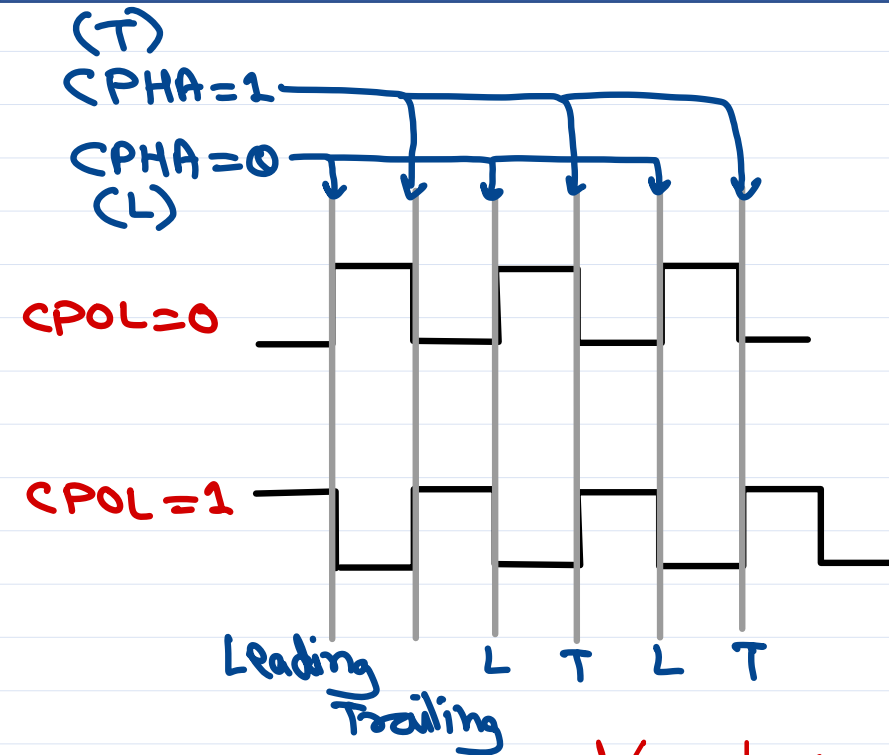 (T)
CPHA=1
CPHA=0
(L)
CPOL=0
CPOL=1
Leading L T L T
Trailing